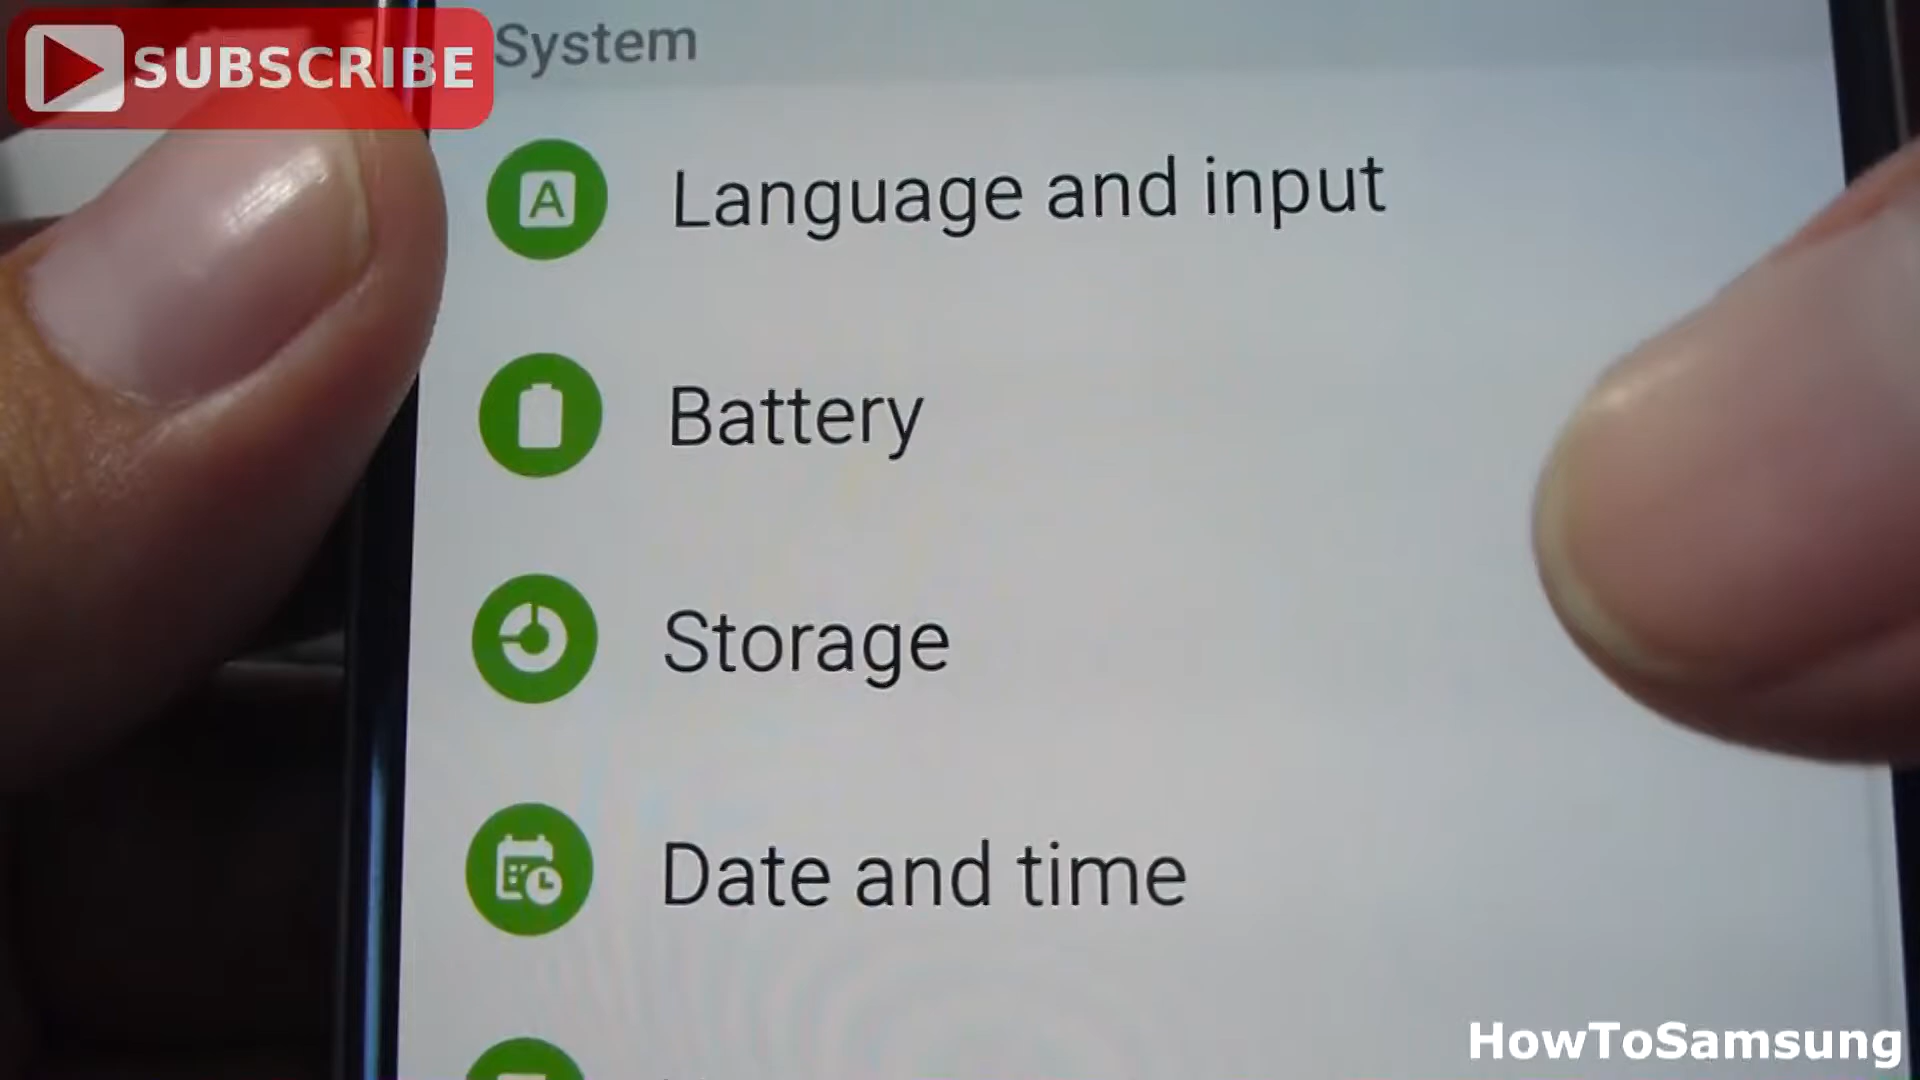 SUBSCRIBE
System
A
Language and input
Battery
Storage
Date and time
HowToSamsung